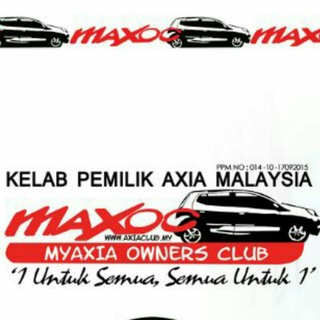 maxoc maxo
PPM.NO : 014-10-17092015
KELAB PEMILIK AXIA MALAYSIA
maxoc
WWW.AXIACLUB.MY
MYAXIA OWNERS CLUB
'1 Untuk Semua, Semua Untuk 1'